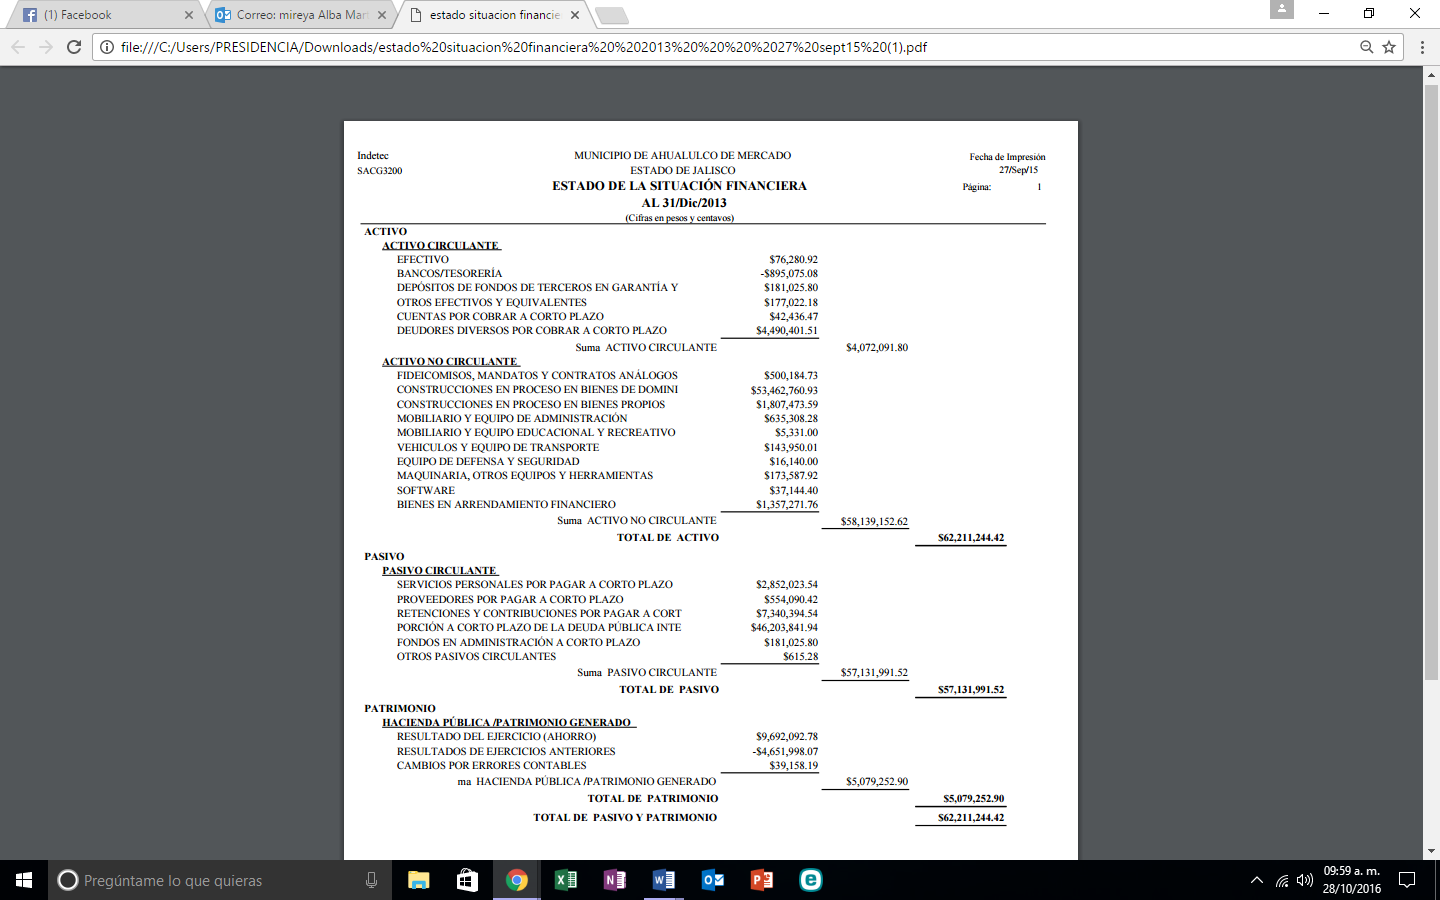 (1) Facebook
Correo: mireya Alba Mar
estado situacion financie
file:///C:/Users/PRESIDENCIA/Downloads/estado%20situacion%20financiera%20%202013%20%20%20%2027%20sept15%20(1).pdf
Indetec MUNICIPIO DE AHUALULCO DE MERCADO Fecha de Impresión
SACG3200 ESTADO DE JALISCO 27/Sep/15
ESTADO DE LA SITUACIÓN FINANCIERA Página: 1
AL 31/Dic/2013
(Cifras en pesos y centavos)
ACTIVO
ACTIVO CIRCULANTE
EFECTIVO $76,280.92
BANCOS/TESORERÍA -$895,075.08
DEPÓSITOS DE FONDOS DE TERCEROS EN GARANTÍA Y $181,025.80
OTROS EFECTIVOS Y EQUIVALENTES $177,022.18
CUENTAS POR COBRAR A CORTO PLAZO $42,436.47
DEUDORES DIVERSOS POR COBRAR A CORTO PLAZO $4,490,401.51
Suma ACTIVO CIRCULANTE $4,072,091.80
ACTIVO NO CIRCULANTE
FIDEICOMISOS, MANDATOS Y CONTRATOS ANÁLOGOS $500,184.73
CONSTRUCCIONES EN PROCESO EN BIENES DE DOMINI $53,462,760.93
CONSTRUCCIONES EN PROCESO EN BIENES PROPIOS $1,807,473.59
MOBILIARIO Y EQUIPO DE ADMINISTRACIÓN $635,308.28
MOBILIARIO Y EQUIPO EDUCACIONAL Y RECREATIVO $5,331.00
VEHICULOS Y EQUIPO DE TRANSPORTE $143,950.01
EQUIPO DE DEFENSA Y SEGURIDAD $16,140.00
MAQUINARIA, OTROS EQUIPOS Y HERRAMIENTAS $173,587.92
SOFTWARE $37,144.40
BIENES EN ARRENDAMIENTO FINANCIERO $1,357,271.76
Suma ACTIVO NO CIRCULANTE $58,139,152.62
TOTAL DE ACTIVO $62,211,244.42
PASIVO
PASIVO CIRCULANTE
SERVICIOS PERSONALES POR PAGAR A CORTO PLAZO $2,852,023.54
PROVEEDORES POR PAGAR A CORTO PLAZO $554,090.42
RETENCIONES Y CONTRIBUCIONES POR PAGAR A CORT $7,340,394.54
PORCIÓN A CORTO PLAZO DE LA DEUDA PÚBLICA INTE $46,203,841.94
FONDOS EN ADMINISTRACIÓN A CORTO PLAZO $181,025.80
OTROS PASIVOS CIRCULANTES $615.28
Suma PASIVO CIRCULANTE $57,131,991.52
TOTAL DE PASIVO $57,131,991.52
PATRIMONIO
HACIENDA PÚBLICA /PATRIMONIO GENERADO
RESULTADO DEL EJERCICIO (AHORRO) $9,692,092.78
RESULTADOS DE EJERCICIOS ANTERIORES -$4,651,998.07
CAMBIOS POR ERRORES CONTABLES $39,158.19
ma HACIENDA PÚBLICA /PATRIMONIO GENERADO $5,079,252.90
TOTAL DE PATRIMONIO $5,079,252.90
TOTAL DE PASIVO Y PATRIMONIO $62,211,244.42
Pregúntame lo que quieras
09:59 a. m.
28/10/2016